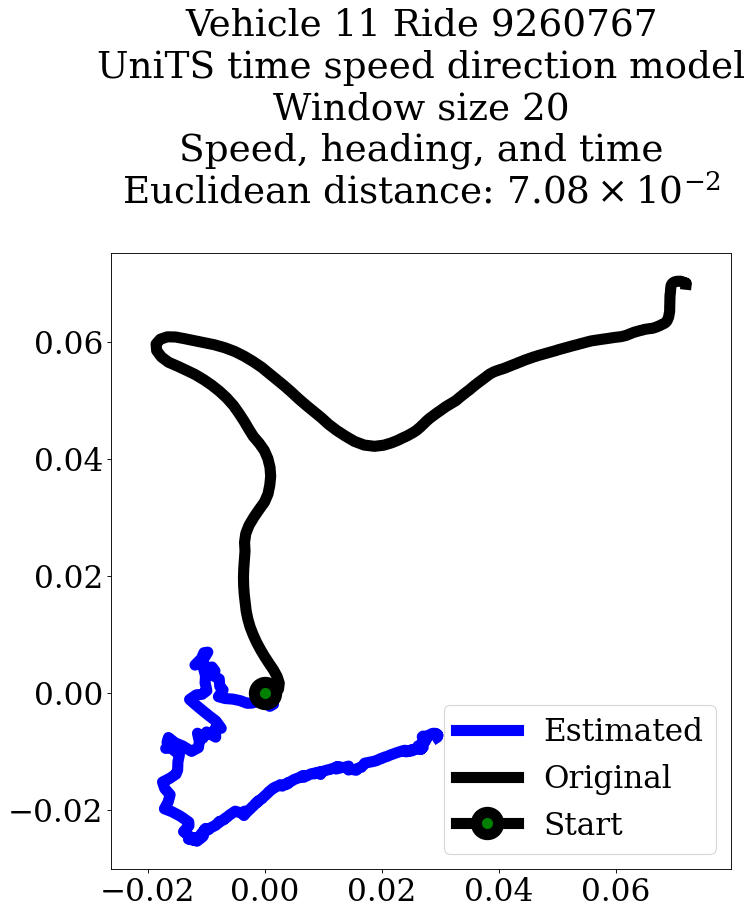 Vehicle 11 Ride 9260767
UniTS time speed direction model
Window size 20
Speed, heading, and time
Euclidean distance: $7.08 \times 10^{-2}$
0.06
0.04
0.02
0.00
−0.02
−0.02
0.00
0.02
0.04
0.06
Estimated
Original
Start